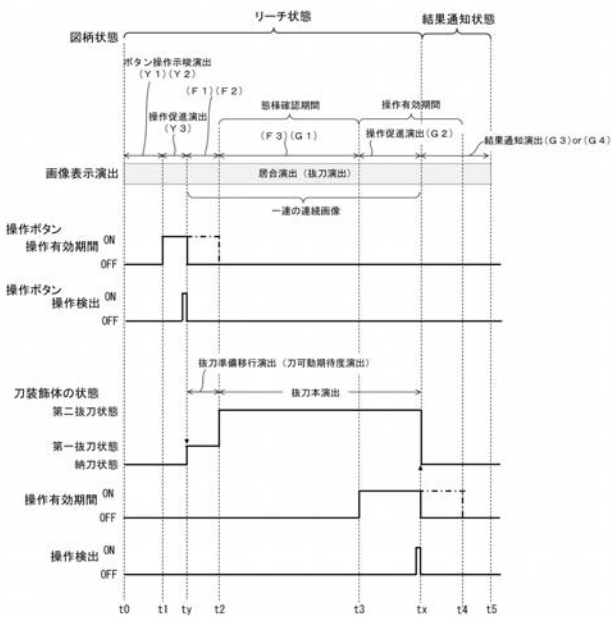 リーチ状態
結果通知状態
図柄状態
ボタン操作示唆演出
(Y1)(Y2)
(F1)(F2)
操作促進演出
(Y3)
態様確認期間
操作有効期間
(F3)(G1)
操作促進演出(G2)
結果通知演出(G3)or(G4)
画像表示演出
居合演出(抜刀演出)
一連の連続画像
操作ボタン
操作有効期間
ON
OFF
操作ボタン
操作検出
ON
OFF
抜刀準備移行演出(刀可動期待度演出)
刀装飾体の状態
抜刀本演出
第二抜刀状態
第一抜刀状態
納刀状態
操作有効期間
ON
OFF
操作検出
ON
OFF
t0 t1 ty t2 t3 tx t4 t5